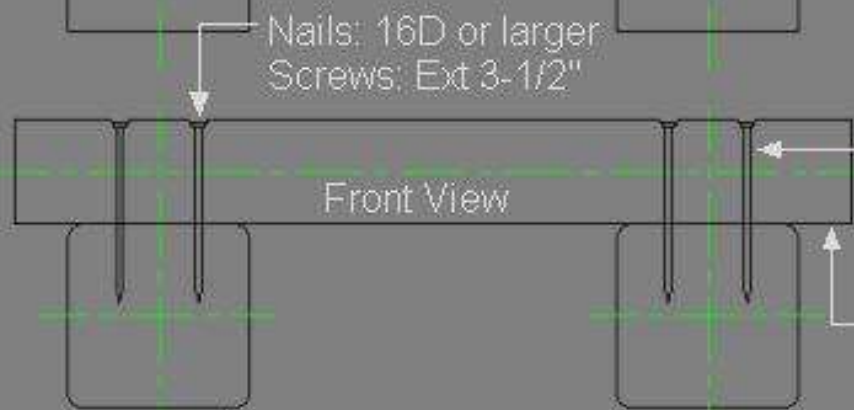 Nails: 16D or larger
Screws: Ext 3-1/2"
Front View